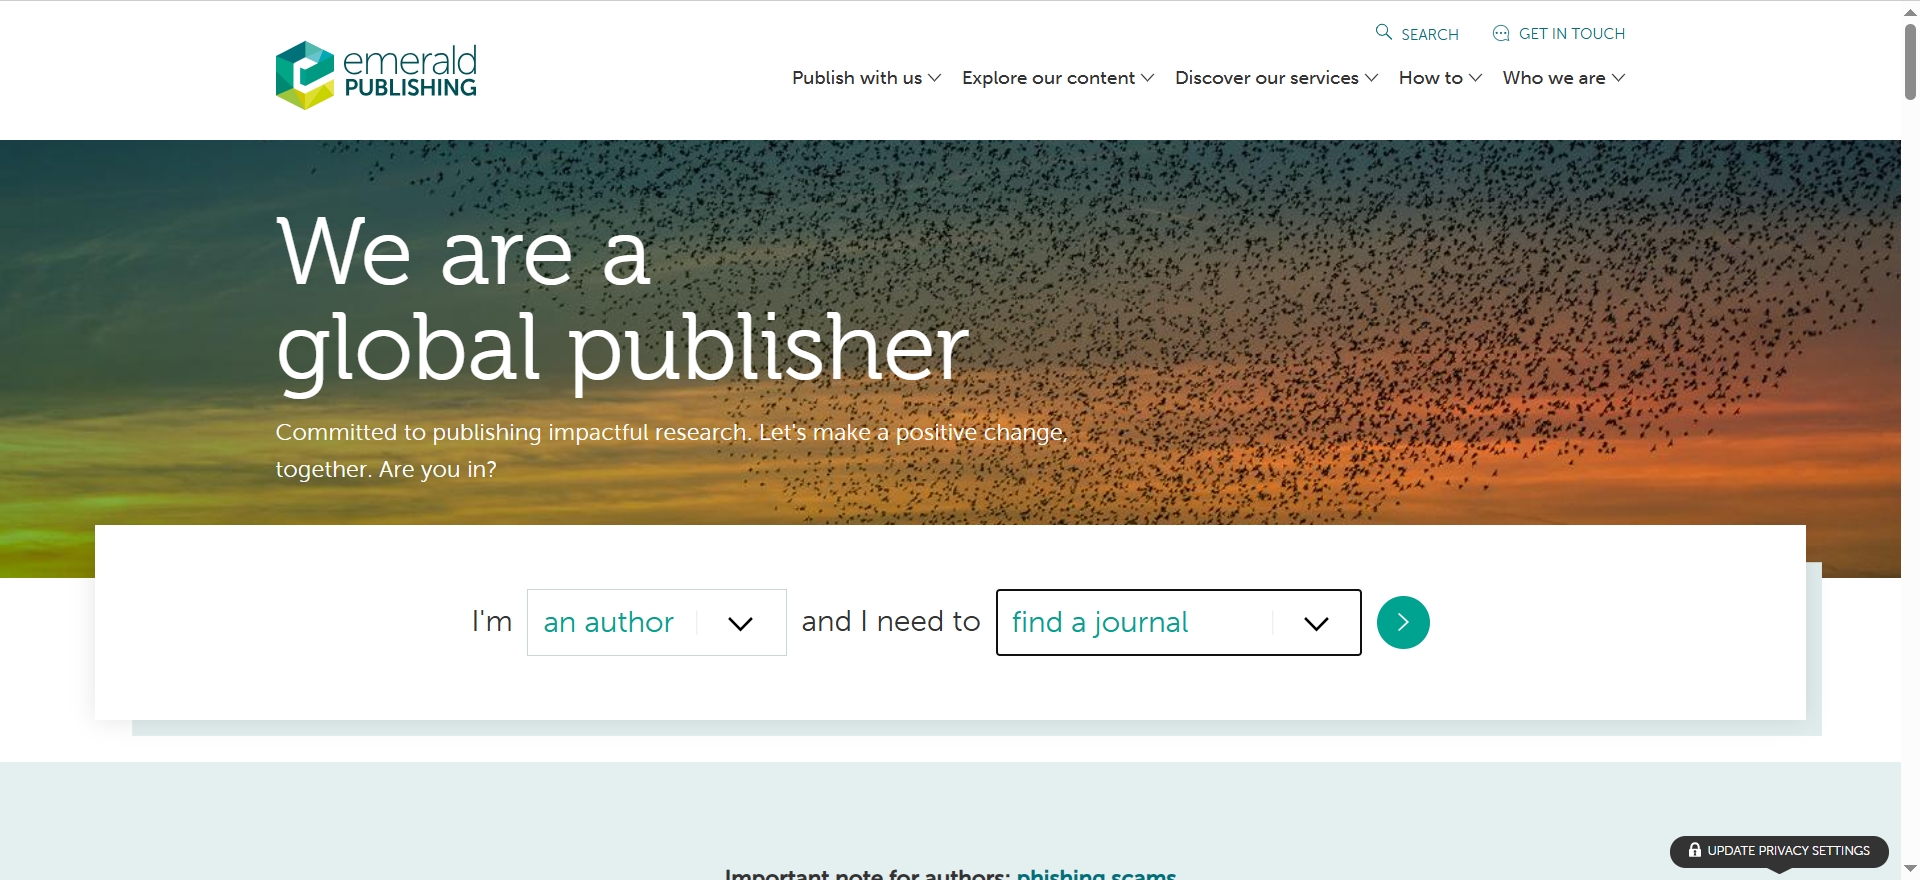 SEARCH
GET IN TOUCH
emerald
PUBLISHING
Publish with us
Explore our content
Discover our services
How to
Who we are
We are a
global publisher
Committed to publishing impactful research. Let's make a positive change,
together. Are you in?
I'm an author and I need to find a journal
UPDATE PRIVACY SETTINGS
Important note for authors: phishing scams